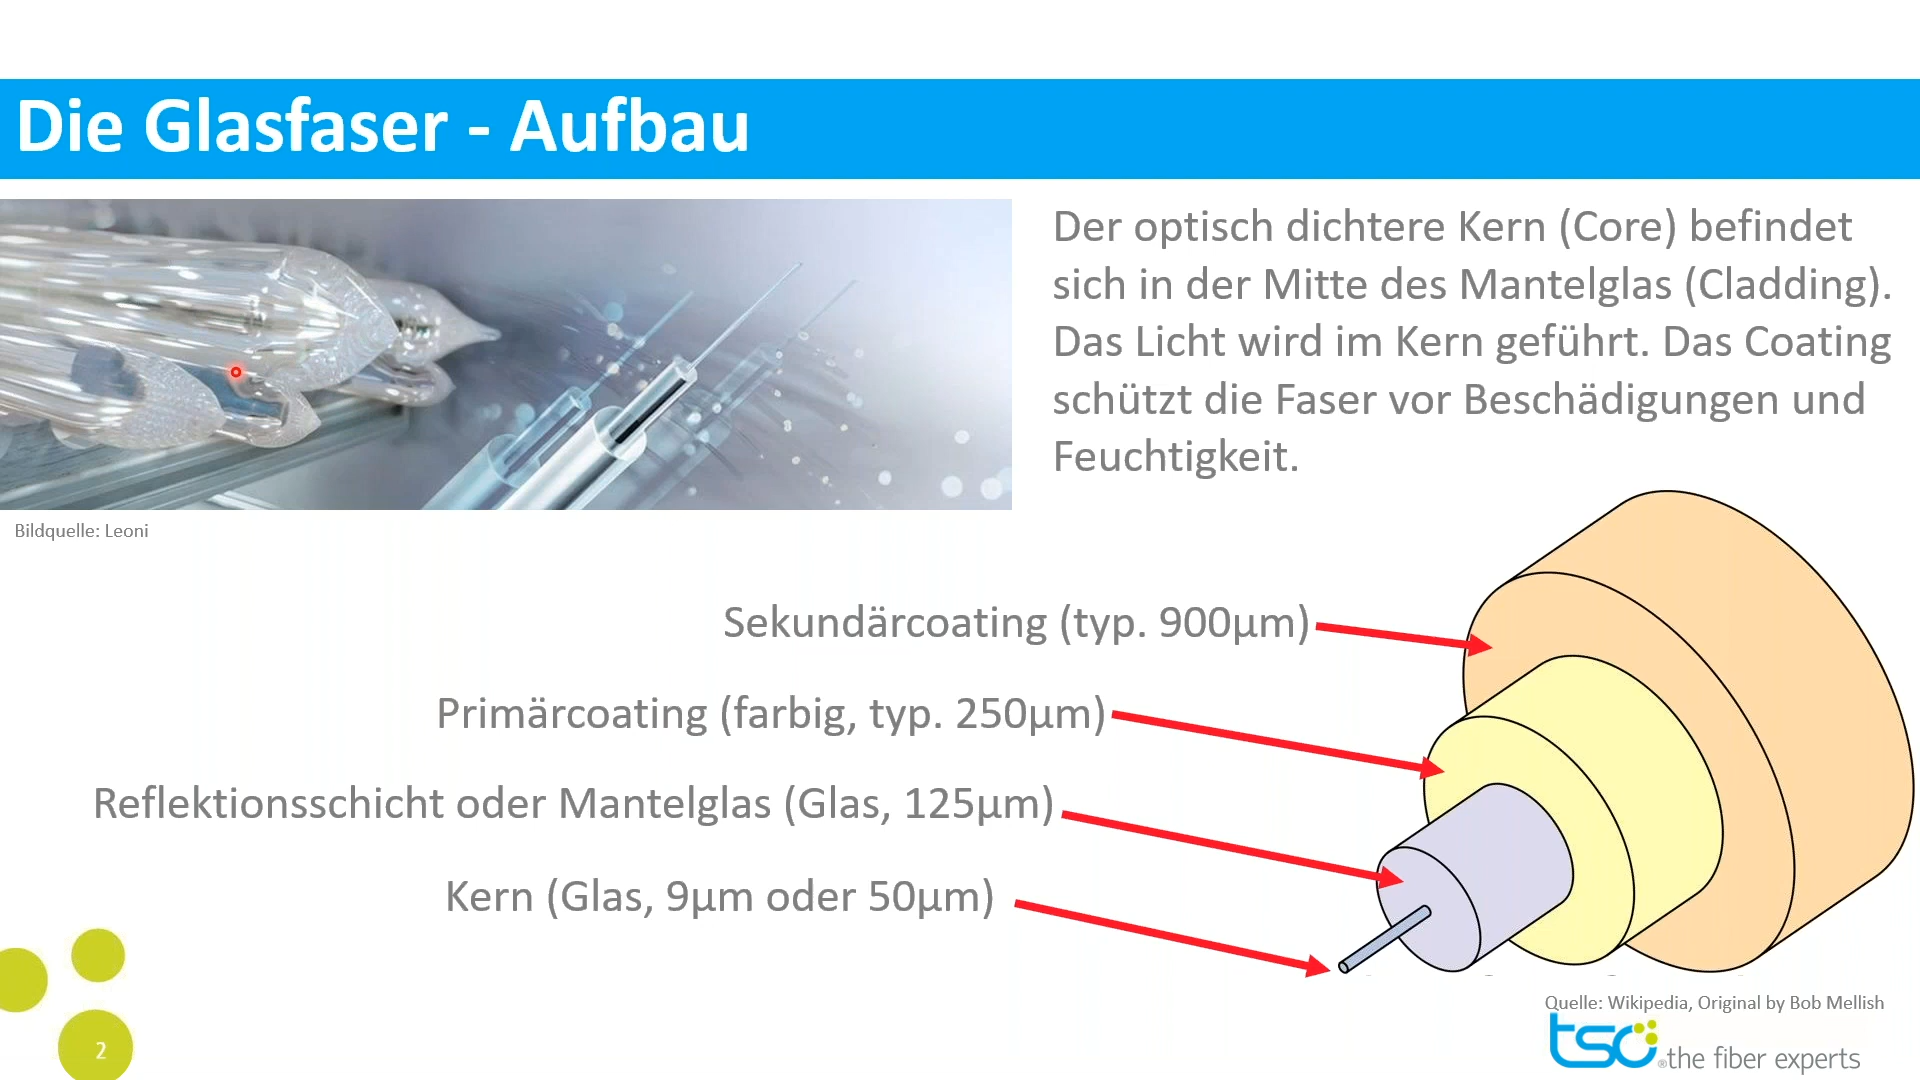 Die Glasfaser - Aufbau
Der optisch dichtere Kern (Core) befindet
sich in der Mitte des Mantelglas (Cladding).
Das Licht wird im Kern geführt. Das Coating
schützt die Faser vor Beschädigungen und
Feuchtigkeit.
Bildquelle: Leoni
Sekundärcoating (typ. 900µm)
Primärcoating (farbig, typ. 250µm)
Reflektionsschicht oder Mantelglas (Glas, 125µm)
Kern (Glas, 9µm oder 50µm)
Quelle: Wikipedia, Original by Bob Mellish
tso ®the fiber experts
2